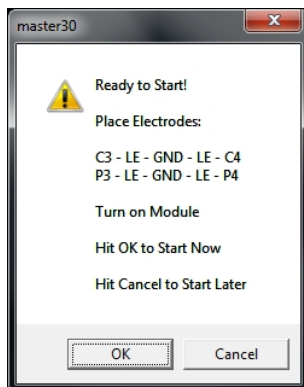 master30
Ready to Start!
Place Electrodes:
C3 - LE - GND - LE - C4
P3 - LE - GND - LE - P4
Turn on Module
Hit OK to Start Now
Hit Cancel to Start Later
OK
Cancel